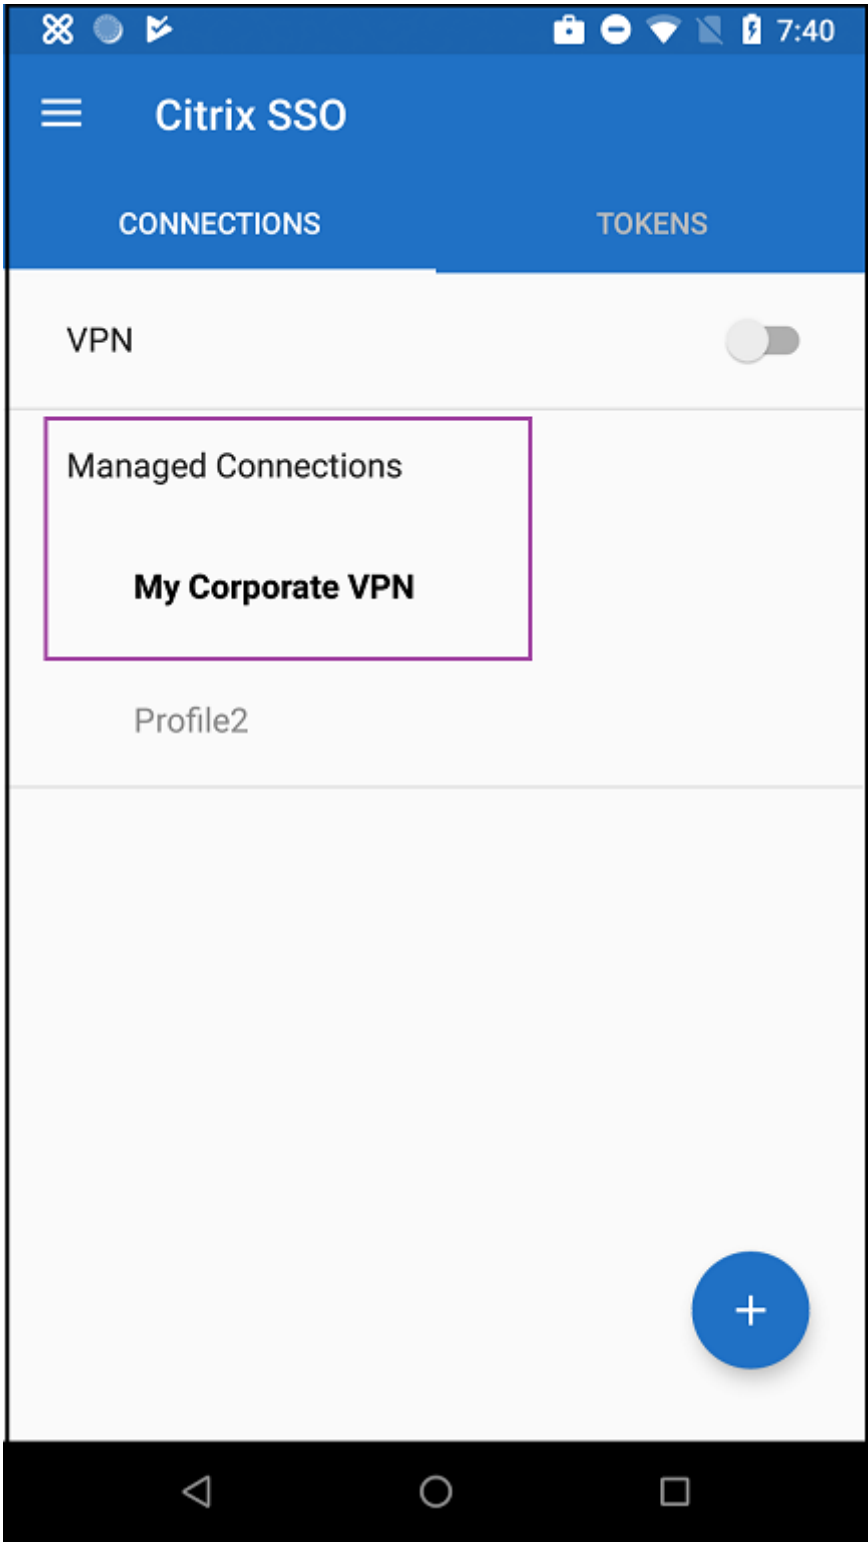 7:40
Citrix SSO
CONNECTIONS TOKENS
VPN
Managed Connections
My Corporate VPN
Profile2